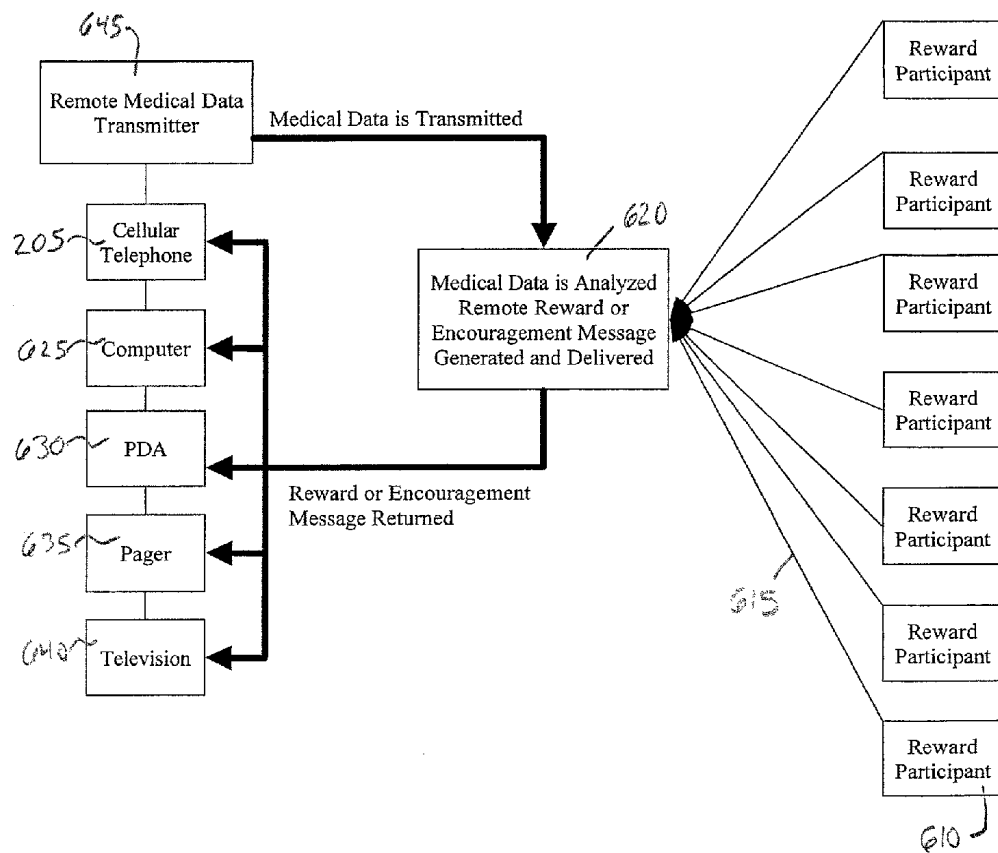 645
Remote Medical Data
Transmitter
Medical Data is Transmitted
205
Cellular
Telephone
625
Computer
630
PDA
635
Pager
640
Television
620
Medical Data is Analyzed
Remote Reward or
Encouragement Message
Generated and Delivered
Reward or Encouragement
Message Returned
615
Reward
Participant
Reward
Participant
Reward
Participant
Reward
Participant
Reward
Participant
Reward
Participant
Reward
Participant
610